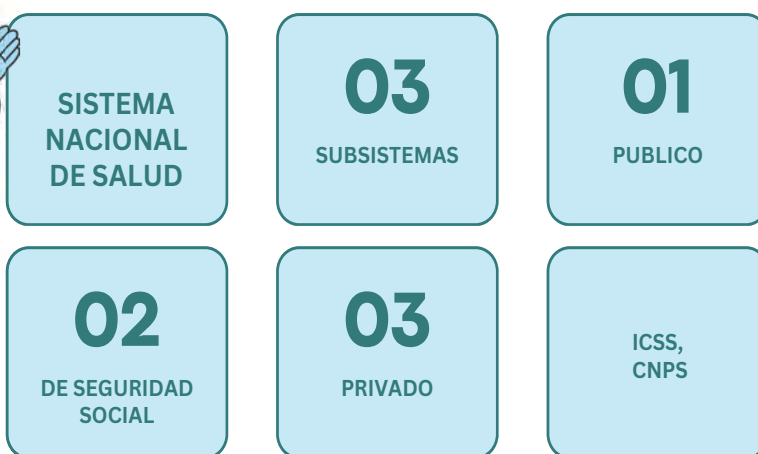 SISTEMA
NACIONAL
DE SALUD
03
SUBSISTEMAS
01
PUBLICO
02
DE SEGURIDAD
SOCIAL
03
PRIVADO
ICSS,
CNPS